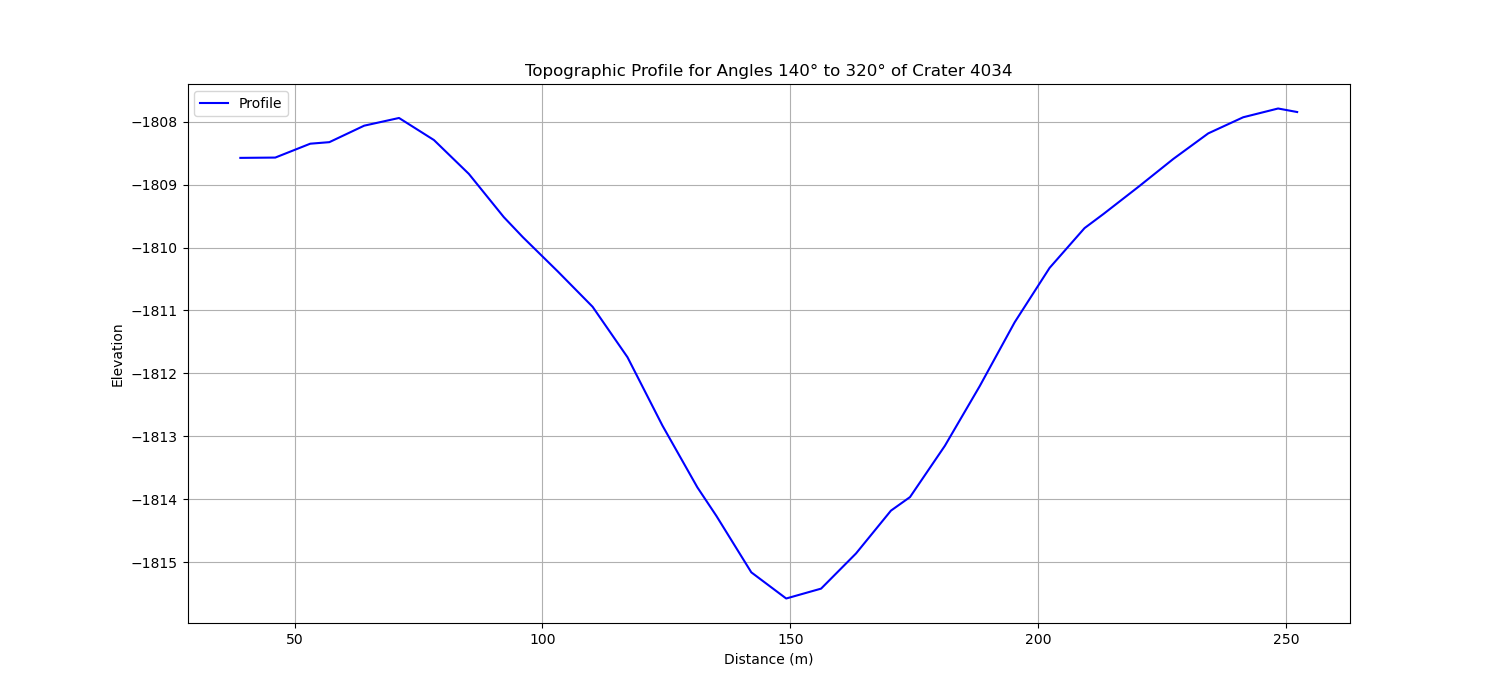 Topographic Profile for Angles 140° to 320° of Crater 4034
Profile
−1808
−1809
−1810
−1811
−1812
−1813
−1814
−1815
Elevation
50 100 150 200 250
Distance (m)